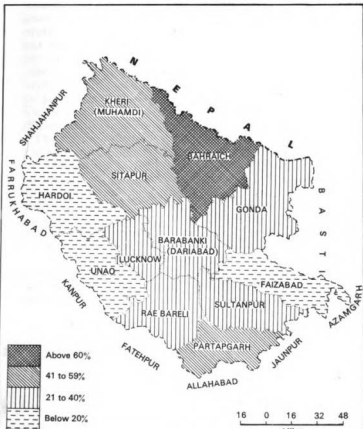 NEPAL
SHAHJAHANPUR
KHERI
(MUHAMDI)
BAHRAICH
FARRUKHABAD
HARDOI
SITAPUR
GONDA
BASTI
BARABANKI
(DARIABAD)
LUCKNOW
UNAO
FAIZABAD
KANPUR
SULTANPUR
AZAMGARH
RAE BARELI
PARTAPGARH
JAUNPUR
FATEHPUR
ALLAHABAD
Above 60%
41 to 59%
21 to 40%
Below 20%
16 0 16 32 48